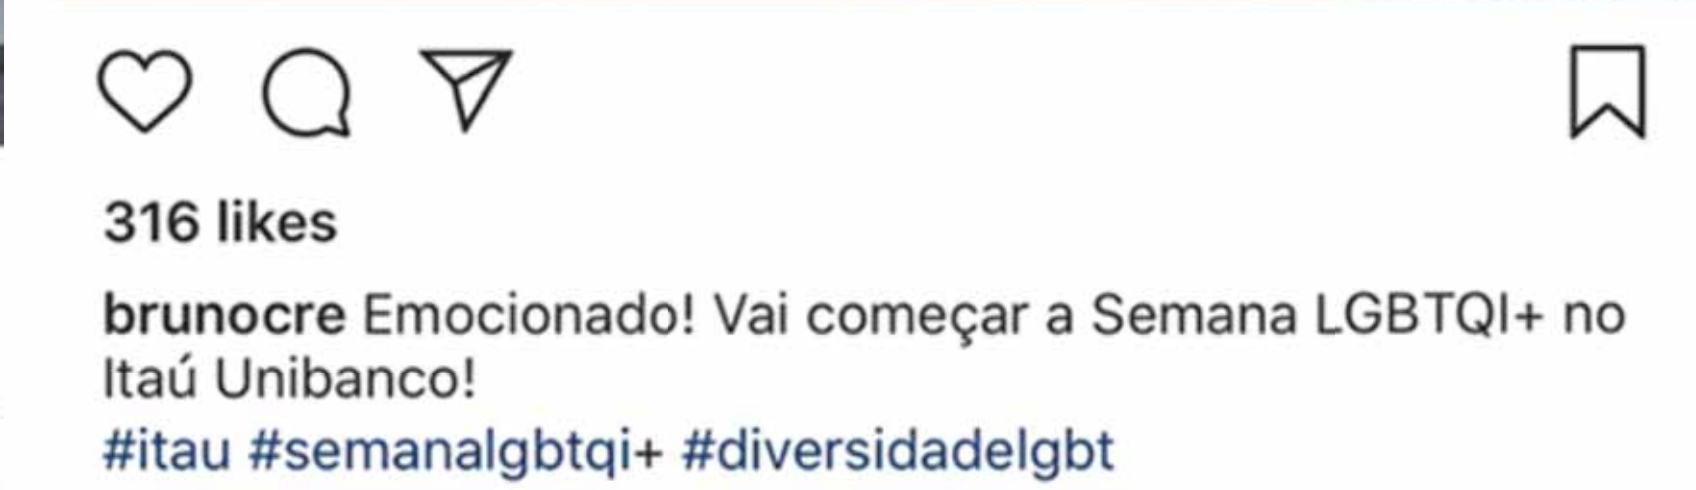 316 likes
brunocre Emocionado! Vai começar a Semana LGBTQI+ no
Itaú Unibanco!
#itau #semanalgbtqi+ #diversidadelgbt